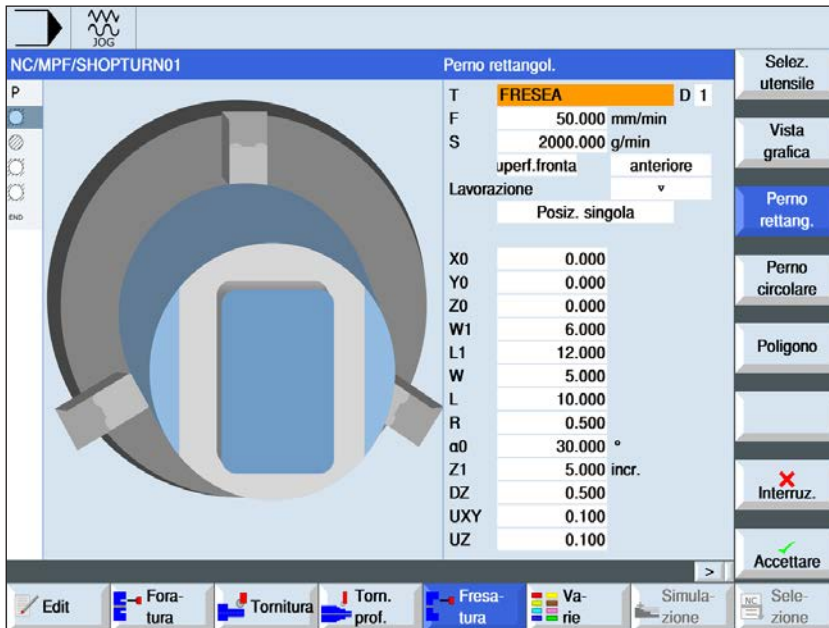 JOG
NC/MPF/SHOPTURN01
Perno rettangol.
P
END
T FRESEA D 1
F 50.000 mm/min
S 2000.000 g/min
uperf.fronta anteriore
Lavorazione ▿
Posiz. singola
X0 0.000
Y0 0.000
Z0 0.000
W1 6.000
L1 12.000
W 5.000
L 10.000
R 0.500
α0 30.000 °
Z1 5.000 incr.
DZ 0.500
UXY 0.100
UZ 0.100
>
Selez.
utensile
Vista
grafica
Perno
rettang.
Perno
circolare
Poligono
Interruz.
Accettare
Edit
Fora-
tura
Tornitura
Torn.
prof.
Fresa-
tura
Va-
rie
Simula-
zione
NC
Sele-
zione